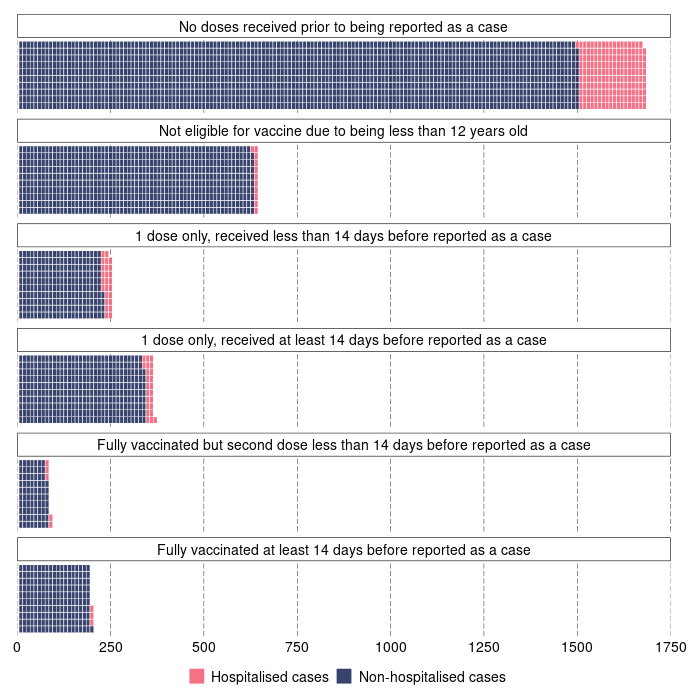 No doses received prior to being reported as a case
Not eligible for vaccine due to being less than 12 years old
1 dose only, received less than 14 days before reported as a case
1 dose only, received at least 14 days before reported as a case
Fully vaccinated but second dose less than 14 days before reported as a case
Fully vaccinated at least 14 days before reported as a case
0 250 500 750 1000 1250 1500 1750
Hospitalised cases Non-hospitalised cases